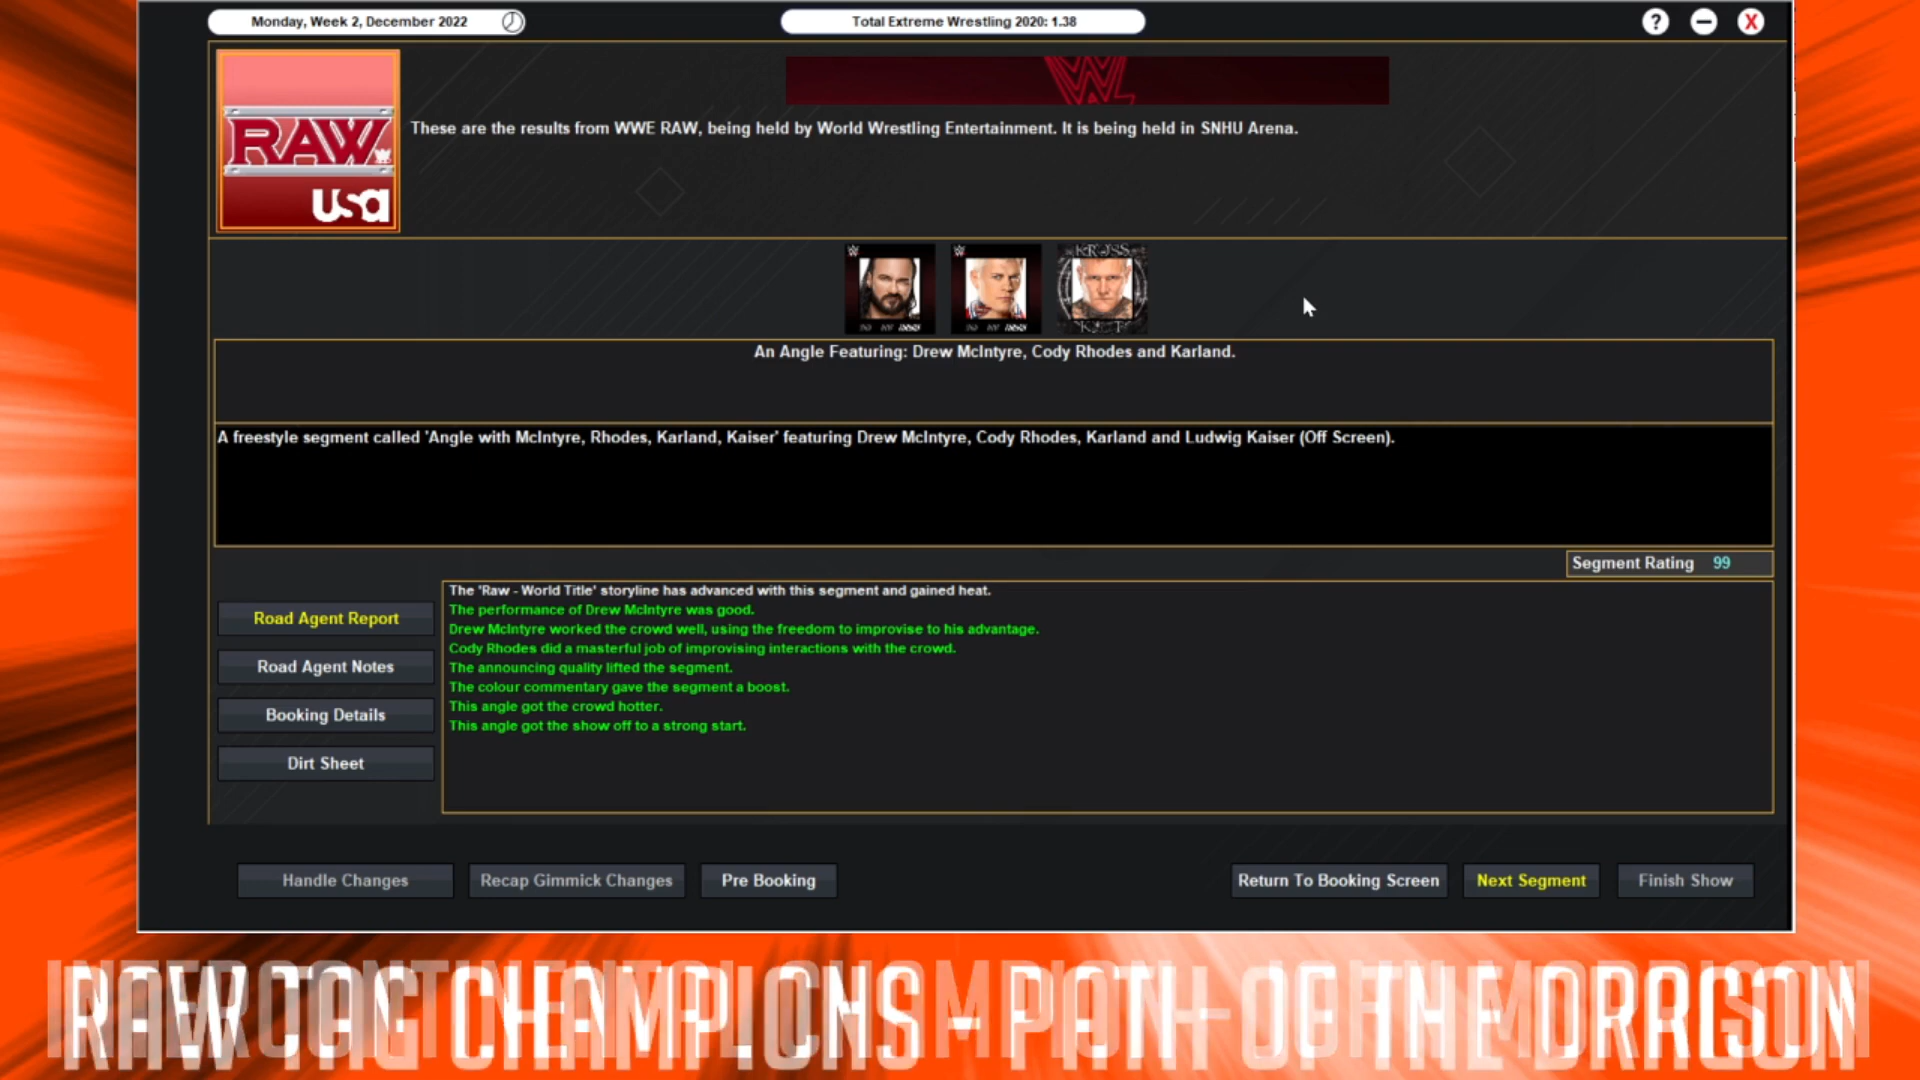 Monday, Week 2, December 2022
Total Extreme Wrestling 2020: 1.38
?
X
RAW
usa
These are the results from WWE RAW, being held by World Wrestling Entertainment. It is being held in SNHU Arena.
KROSS
An Angle Featuring: Drew McIntyre, Cody Rhodes and Karland.
A freestyle segment called 'Angle with McIntyre, Rhodes, Karland, Kaiser' featuring Drew McIntyre, Cody Rhodes, Karland and Ludwig Kaiser (Off Screen).
Segment Rating 99
Road Agent Report
Road Agent Notes
Booking Details
Dirt Sheet
The 'Raw - World Title' storyline has advanced with this segment and gained heat.
The performance of Drew McIntyre was good.
Drew McIntyre worked the crowd well, using the freedom to improvise to his advantage.
Cody Rhodes did a masterful job of improvising interactions with the crowd.
The announcing quality lifted the segment.
The colour commentary gave the segment a boost.
This angle got the crowd hotter.
This angle got the show off to a strong start.
Handle Changes
Recap Gimmick Changes
Pre Booking
Return To Booking Screen
Next Segment
Finish Show
RAW TAG CHAMPIONS - PATH OF THE DRAGON